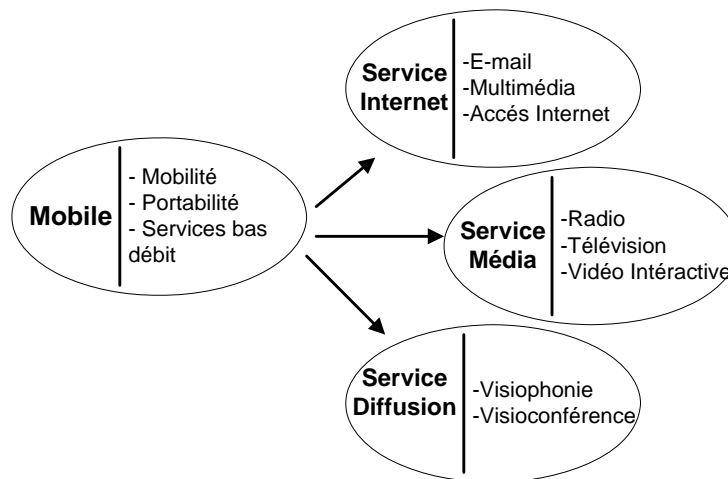 Service
Internet
-E-mail
-Multimédia
-Accés Internet
Mobile
- Mobilité
- Portabilité
- Services bas
débit
Service
Média
-Radio
-Télévision
-Vidéo Intéractive
Service
Diffusion
-Visiophonie
-Visioconférence